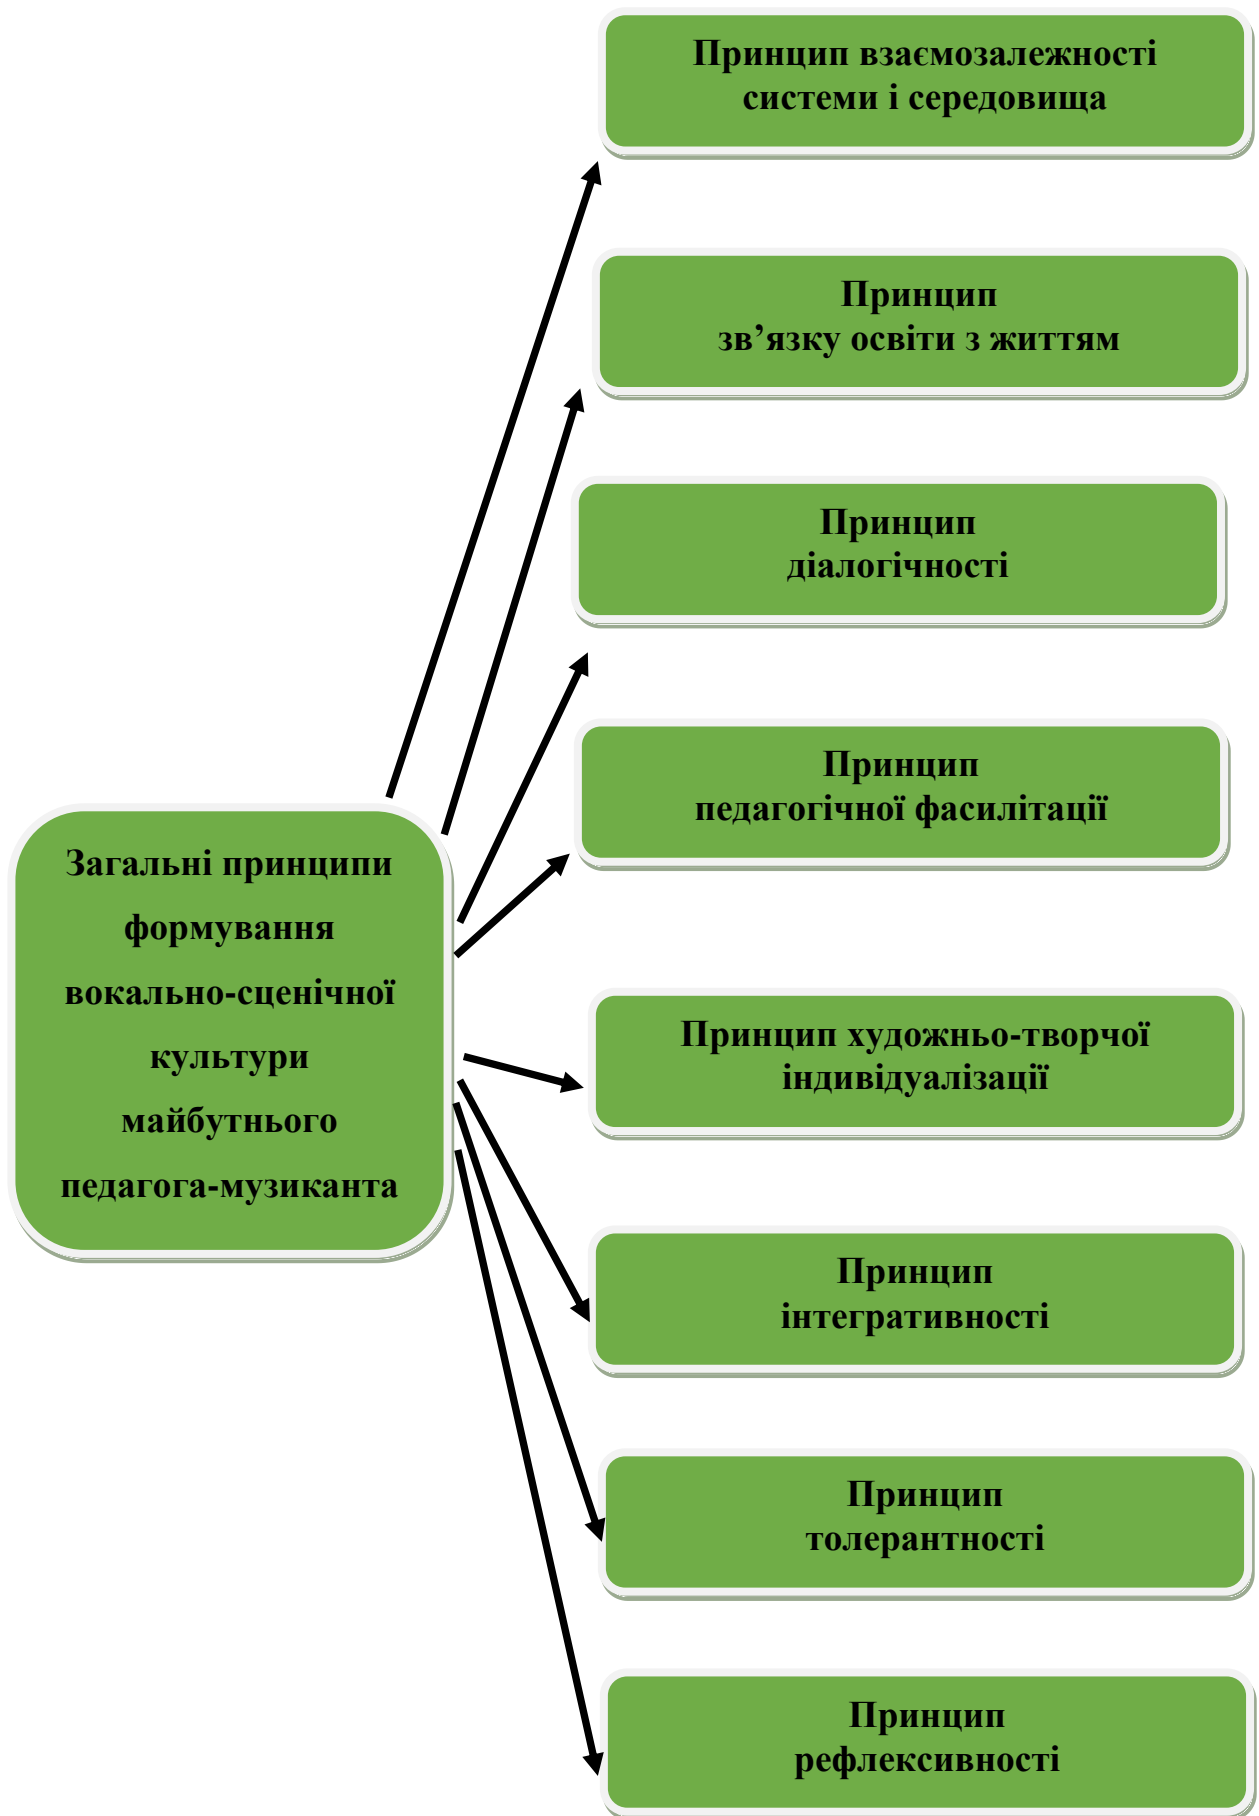 Принцип взаємозалежності
системи і середовища
Принцип
зв’язку освіти з життям
Принцип
діалогічності
Принцип
педагогічної фасилітації
Загальні принципи
формування
вокально-сценічної
культури
майбутнього
педагога-музиканта
Принцип художньо-творчої
індивідуалізації
Принцип
інтегративності
Принцип
толерантності
Принцип
рефлексивності